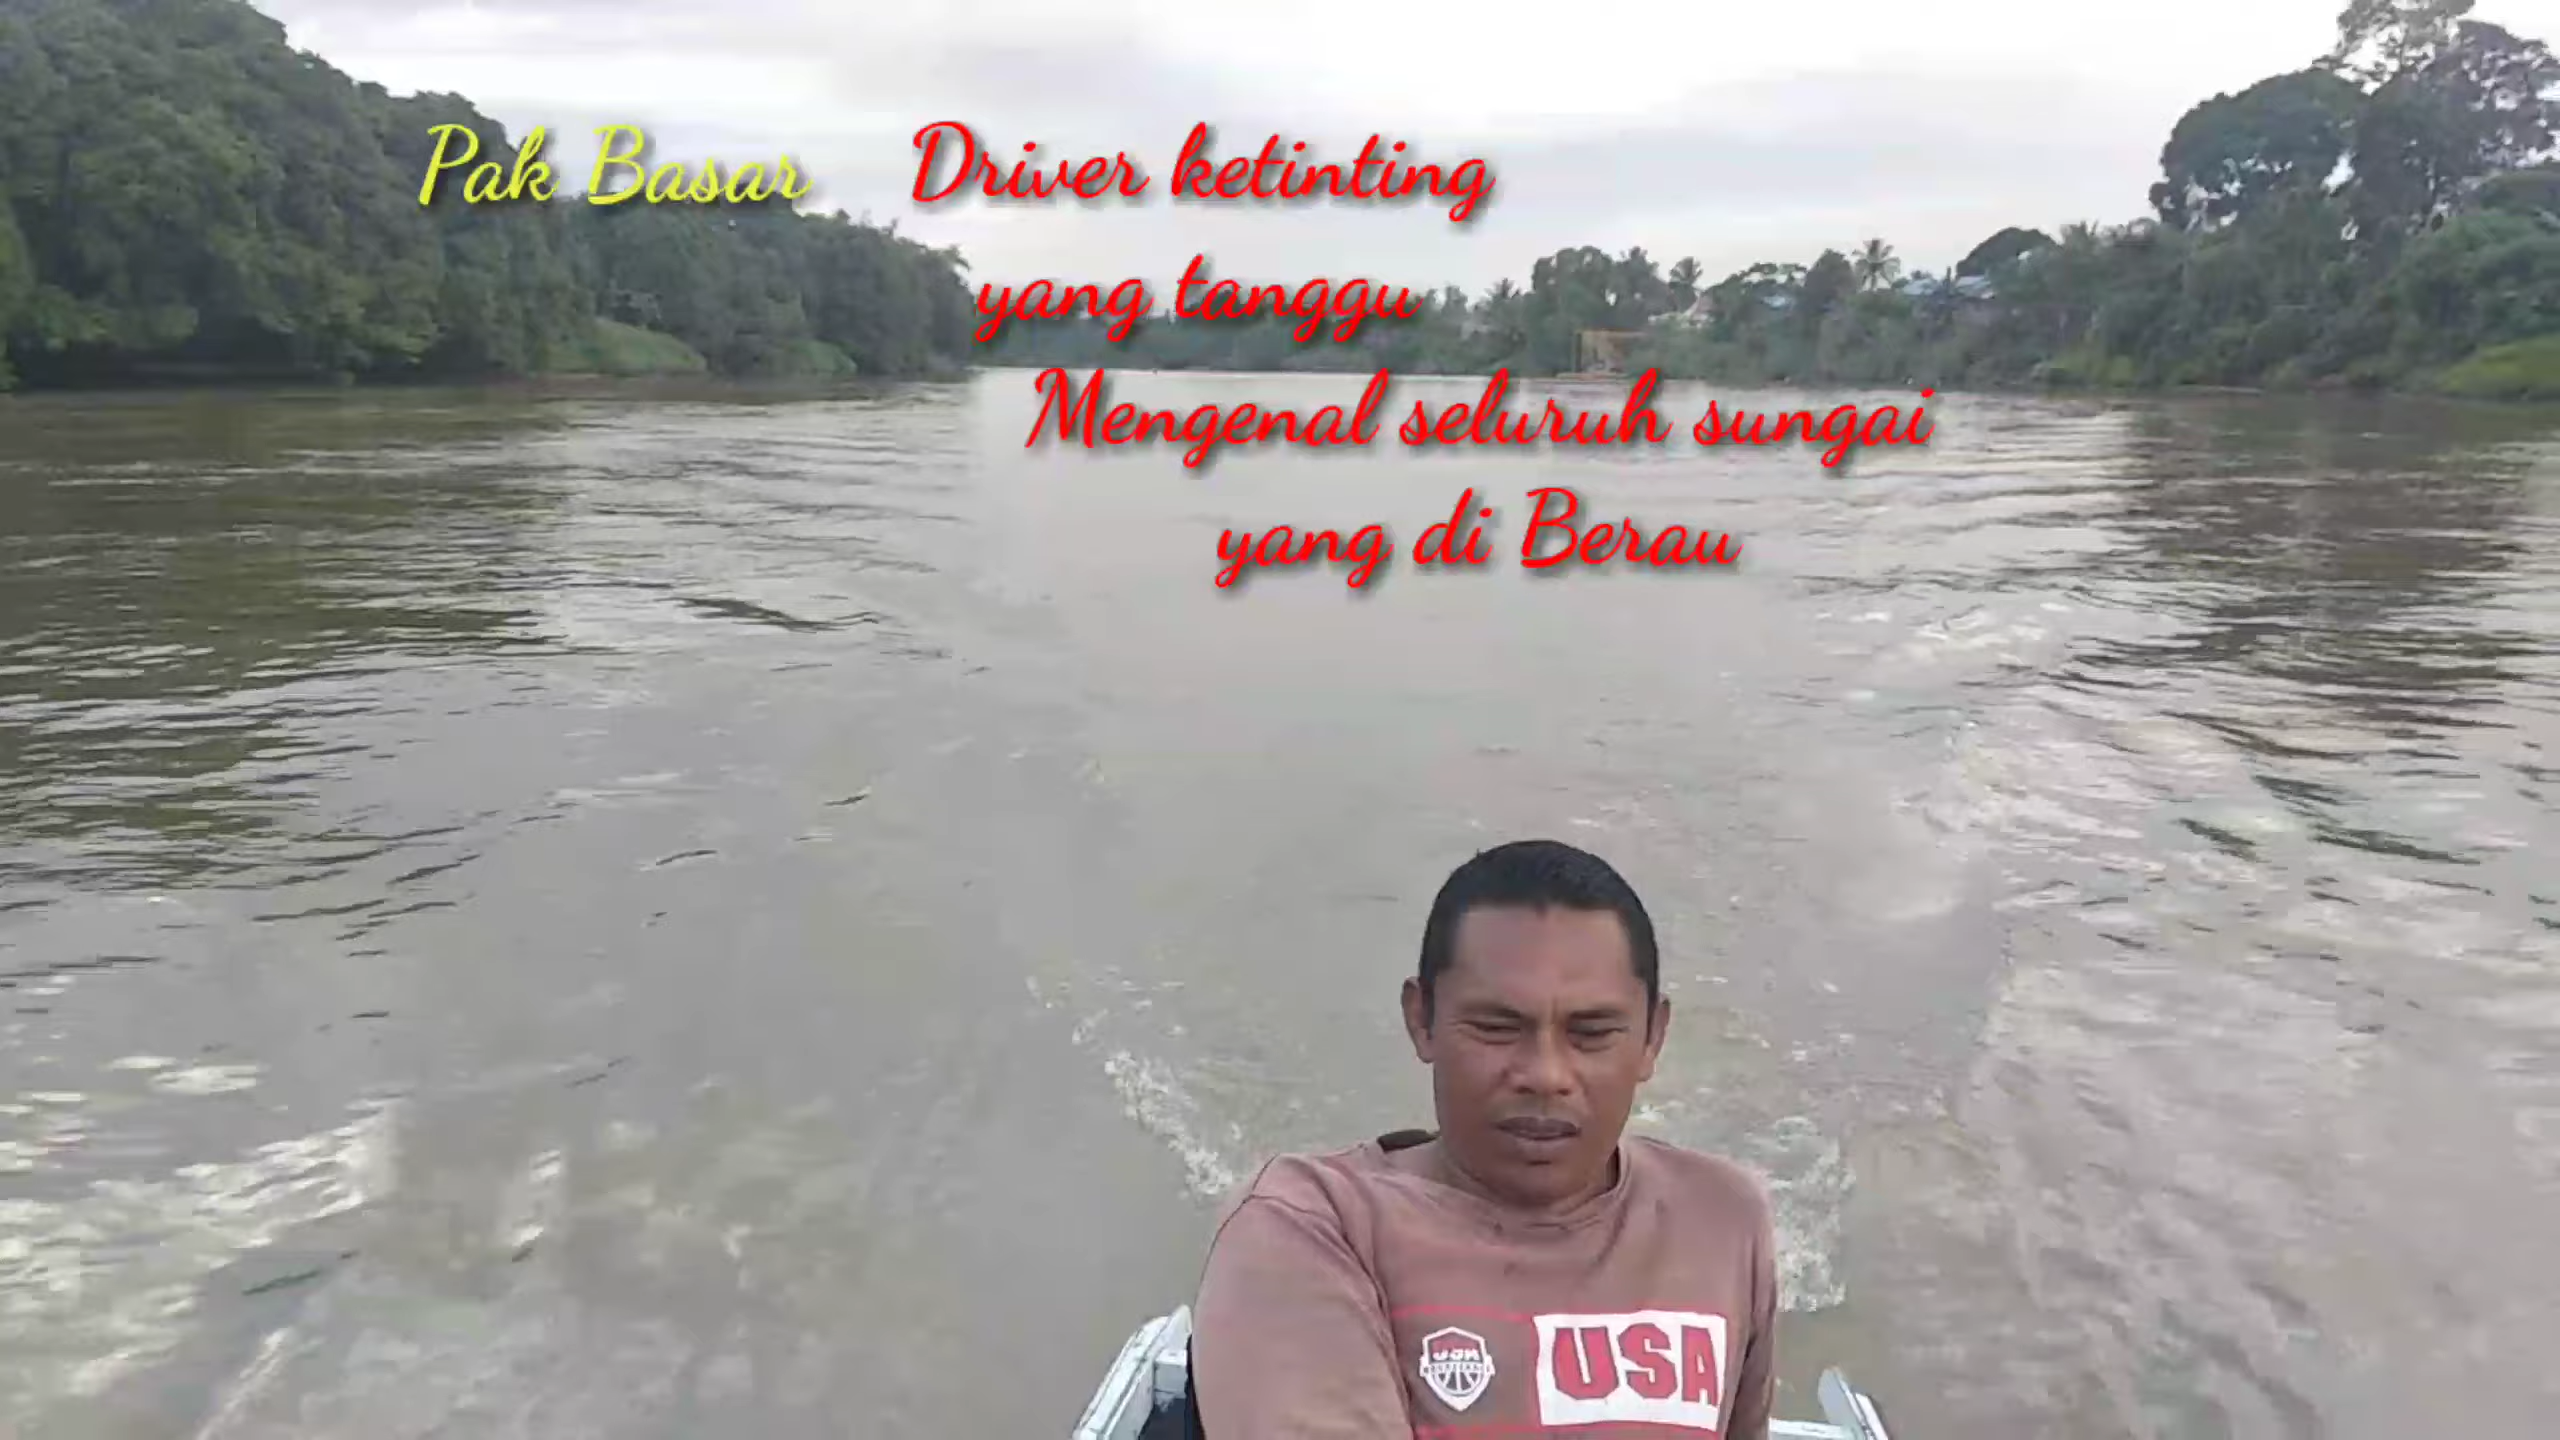 Pak Basar Driver ketinting
yang tanggu
Mengenal seluruh sungai
yang di Berau
USA